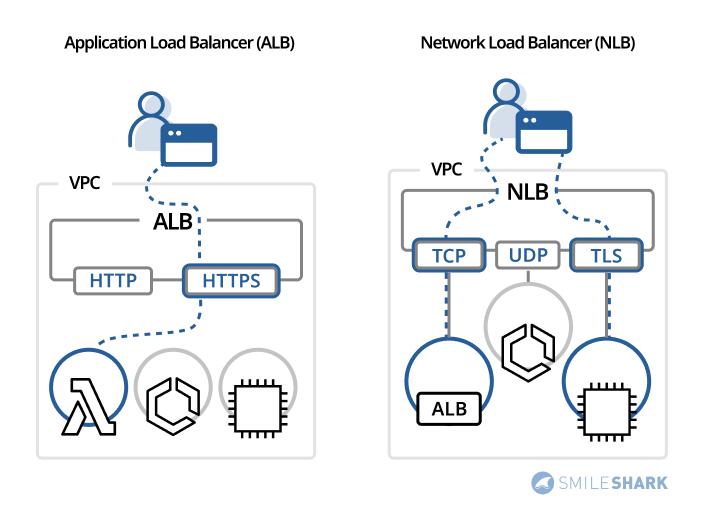 Application Load Balancer (ALB)
VPC
ALB
HTTP
HTTPS
Network Load Balancer (NLB)
VPC
NLB
TCP
UDP
TLS
ALB
SMILESHARK